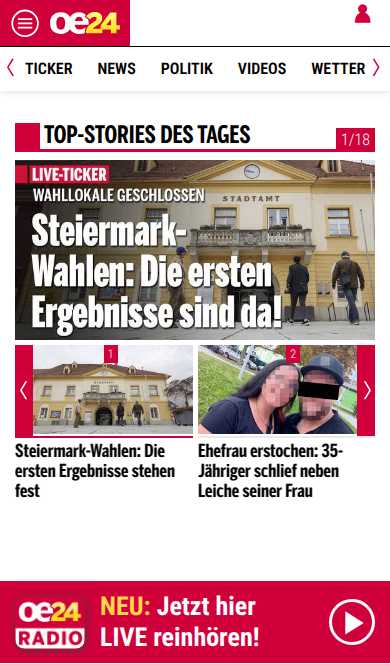 oe24
TICKER NEWS POLITIK VIDEOS WETTER
TOP-STORIES DES TAGES 1/18
LIVE-TICKER
WAHLLOKALE GESCHLOSSEN
STADTAMT
Steiermark-
Wahlen: Die ersten
Ergebnisse sind da!
1
2
Steiermark-Wahlen: Die
ersten Ergebnisse stehen
fest
Ehefrau erstochen: 35-
Jähriger schlief neben
Leiche seiner Frau
oe24
RADIO
NEU: Jetzt hier
LIVE reinhören!